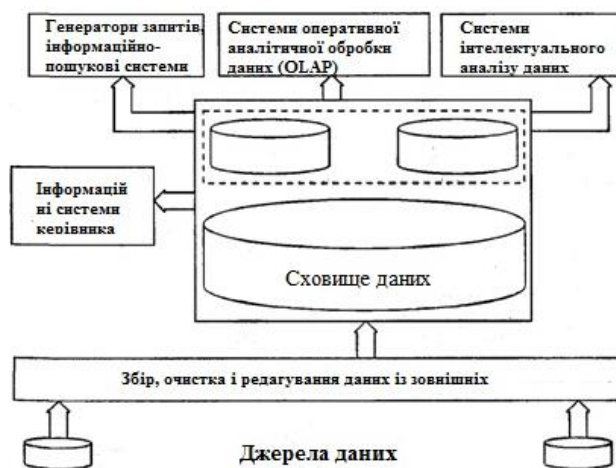 Генератори запитів,
інформаційно-
пошукові системи
Системи оперативної
аналітичної обробки
даних (OLAP)
Системи
інтелектуального
аналізу даних
Інформацій
ні системи
керівника
Сховище даних
Збір, очистка і редагування даних із зовнішніх
Джерела даних